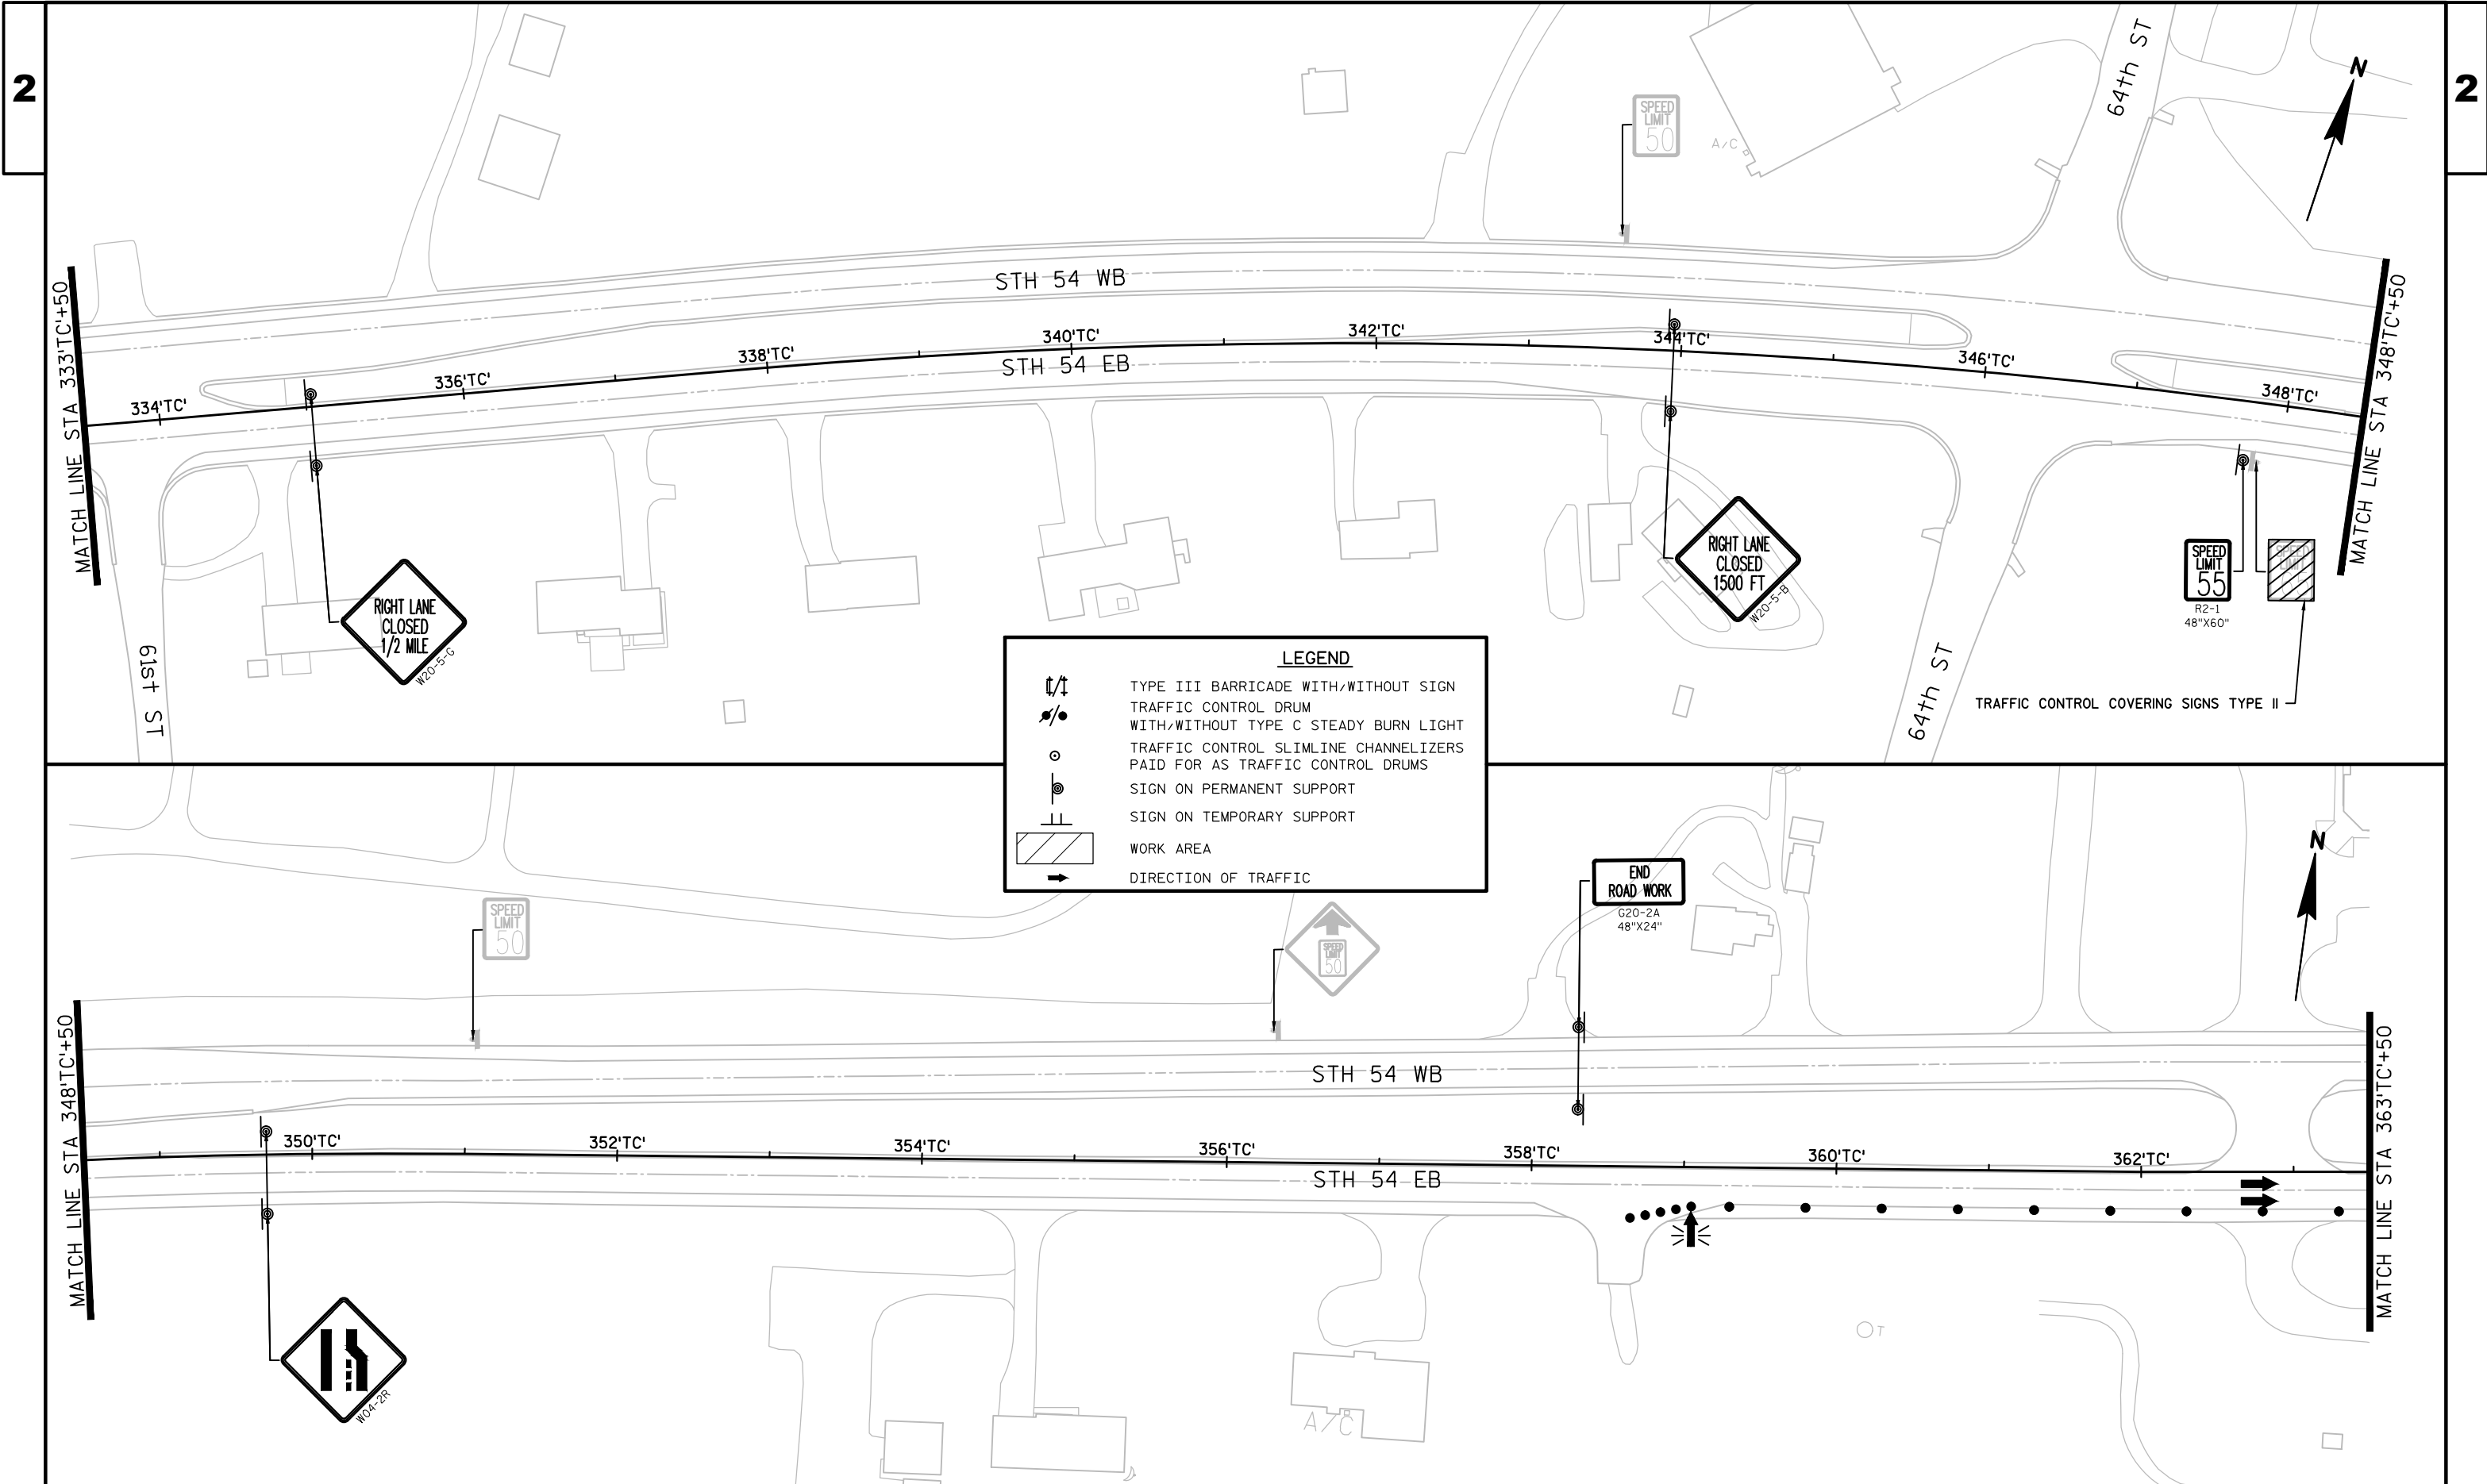 2
2
64th ST
N
SPEED
LIMIT
50
A/C
MATCH LINE STA 333'TC'+50
STH 54 WB
STH 54 EB
334'TC'
336'TC'
338'TC'
340'TC'
342'TC'
344'TC'
346'TC'
348'TC'
MATCH LINE STA 348'TC'+50
RIGHT LANE
CLOSED
1/2 MILE
W20-5-G
RIGHT LANE
CLOSED
1500 FT
W20-5-B
SPEED
LIMIT
55
R2-1
48"X60"
SPEED
LIMIT
TRAFFIC CONTROL COVERING SIGNS TYPE II
61st ST
64th ST
LEGEND
TYPE III BARRICADE WITH/WITHOUT SIGN
TRAFFIC CONTROL DRUM
WITH/WITHOUT TYPE C STEADY BURN LIGHT
TRAFFIC CONTROL SLIMLINE CHANNELIZERS
PAID FOR AS TRAFFIC CONTROL DRUMS
SIGN ON PERMANENT SUPPORT
SIGN ON TEMPORARY SUPPORT
WORK AREA
DIRECTION OF TRAFFIC
N
SPEED
LIMIT
50
SPEED
LIMIT
50
END
ROAD WORK
G20-2A
48"X24"
MATCH LINE STA 348'TC'+50
STH 54 WB
STH 54 EB
350'TC'
352'TC'
354'TC'
356'TC'
358'TC'
360'TC'
362'TC'
MATCH LINE STA 363'TC'+50
W04-2R
A/C
T